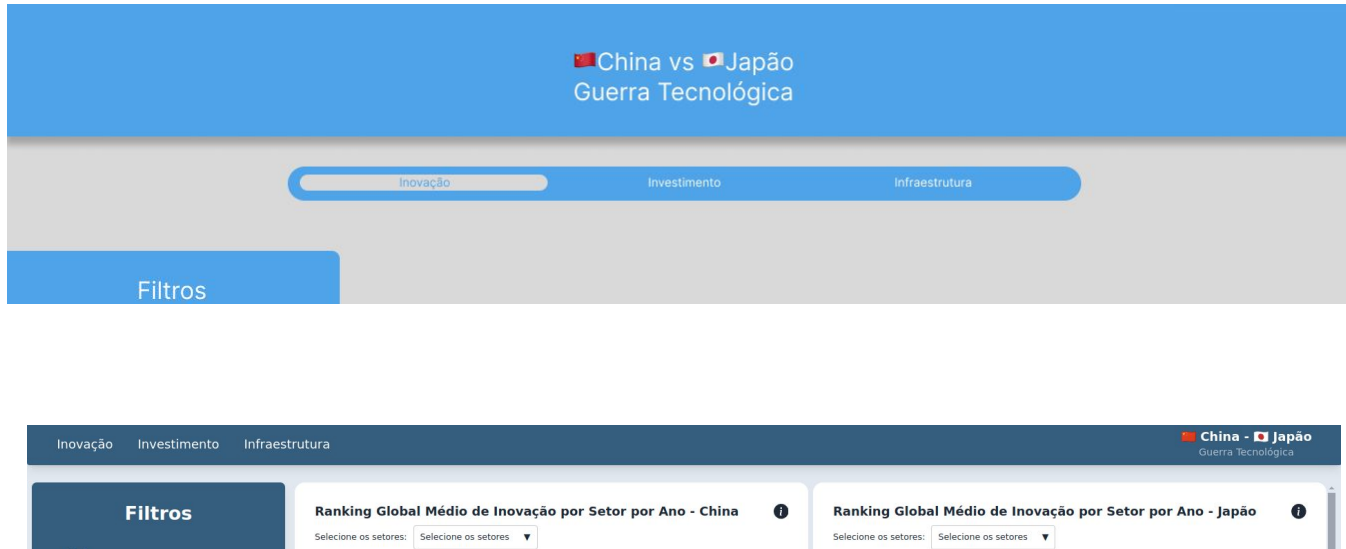 🇨🇳China vs 🇯🇵Japão
Guerra Tecnológica
Inovação Investimento Infraestrutura
Filtros
Inovação Investimento Infraestrutura
🇨🇳 China - 🇯🇵 Japão
Guerra Tecnológica
Filtros
Ranking Global Médio de Inovação por Setor por Ano - China i
Selecione os setores: Selecione os setores ▼
Ranking Global Médio de Inovação por Setor por Ano - Japão i
Selecione os setores: Selecione os setores ▼